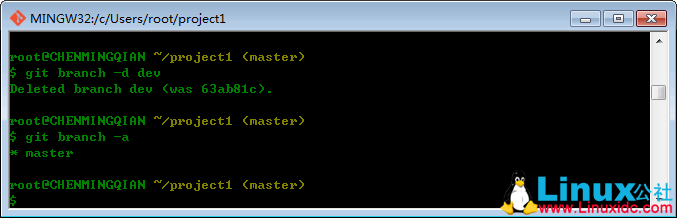 MINGW32:/c/Users/root/project1
root@CHENMINGQIAN ~/project1 (master)
$ git branch -d dev
Deleted branch dev (was 63ab81c).
root@CHENMINGQIAN ~/project1 (master)
$ git branch -a
* master
root@CHENMINGQIAN ~/project1 (master)
$
Linux公社
www.Linuxidc.com